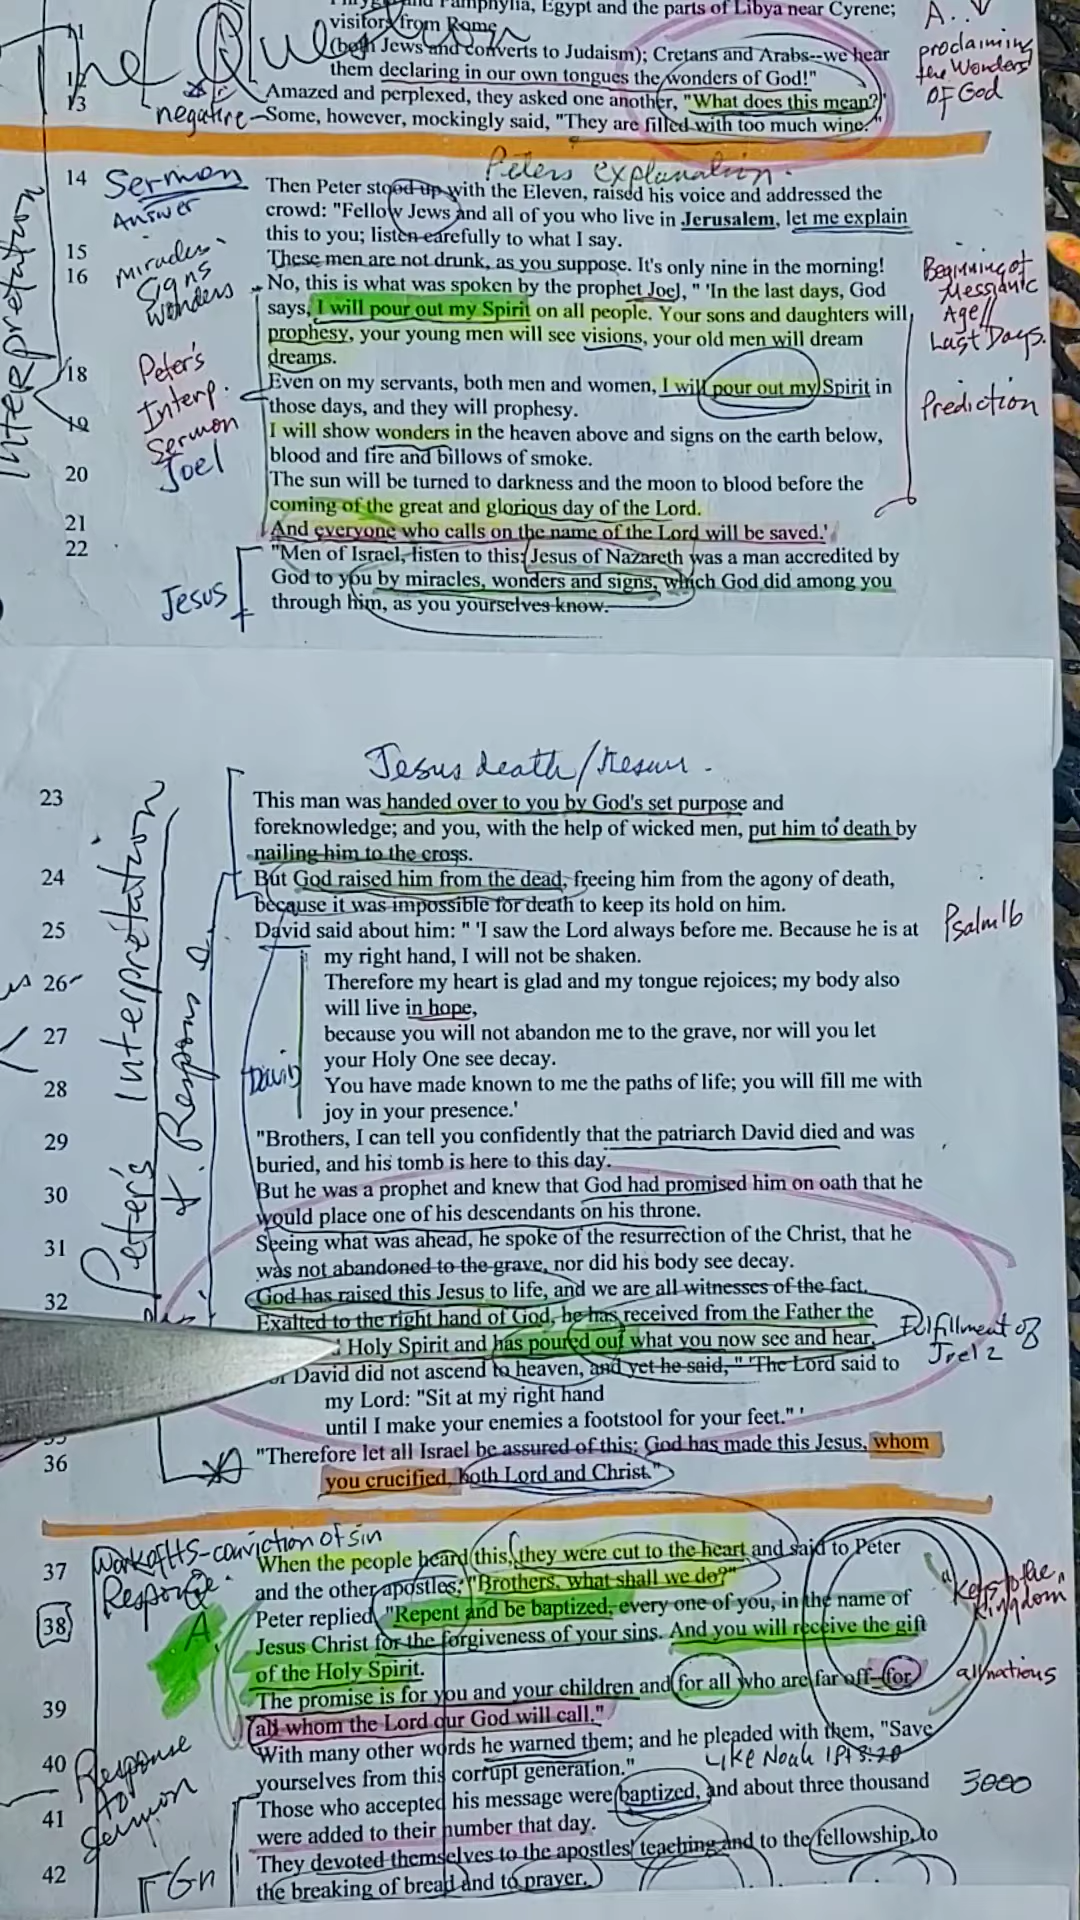 Pamphylia, Egypt and the parts of Libya near Cyrene;
11 visitors from Rome
The Question
(both Jews and converts to Judaism); Cretans and Arabs--we hear
12 them declaring in our own tongues the wonders of God!"
proclaiming
the Wonders
OF God
13 Amazed and perplexed, they asked one another, "What does this mean?"
negative - Some, however, mockingly said, "They are filled with too much wine."
Peter's explanation.
14 Sermon Then Peter stood up with the Eleven, raised his voice and addressed the
Answer crowd: "Fellow Jews and all of you who live in Jerusalem, let me explain
this to you; listen carefully to what I say.
15 These men are not drunk, as you suppose. It's only nine in the morning!
16 No, this is what was spoken by the prophet Joel, " 'In the last days, God
miracles
Signs
wonders
Beginning of
Messianic
Age//
Last Days.
says, I will pour out my Spirit on all people. Your sons and daughters will
prophesy, your young men will see visions, your old men will dream
dreams.
Interpretation
18 Even on my servants, both men and women, I will pour out my Spirit in
those days, and they will prophesy.
Prediction
Peter's
Interp.
Sermon
Joel
19 I will show wonders in the heaven above and signs on the earth below,
blood and fire and billows of smoke.
20 The sun will be turned to darkness and the moon to blood before the
coming of the great and glorious day of the Lord.
21 And everyone who calls on the name of the Lord will be saved.'
22 "Men of Israel, listen to this: Jesus of Nazareth was a man accredited by
God to you by miracles, wonders and signs, which God did among you
Jesus through him, as you yourselves know.
Jesus death/Resurr.
23 This man was handed over to you by God's set purpose and
foreknowledge; and you, with the help of wicked men, put him to death by
nailing him to the cross.
24 But God raised him from the dead, freeing him from the agony of death,
because it was impossible for death to keep its hold on him.
25 David said about him: " 'I saw the Lord always before me. Because he is at
Psalm 16
my right hand, I will not be shaken.
26 Therefore my heart is glad and my tongue rejoices; my body also
will live in hope,
27 because you will not abandon me to the grave, nor will you let
your Holy One see decay.
David
28 You have made known to me the paths of life; you will fill me with
joy in your presence.'
Peter's Interpretation
29 "Brothers, I can tell you confidently that the patriarch David died and was
buried, and his tomb is here to this day.
30 But he was a prophet and knew that God had promised him on oath that he
would place one of his descendants on his throne.
31 Seeing what was ahead, he spoke of the resurrection of the Christ, that he
was not abandoned to the grave, nor did his body see decay.
32 God has raised this Jesus to life, and we are all witnesses of the fact.
Exalted to the right hand of God, he has received from the Father the
Holy Spirit and has poured out what you now see and hear.
Fulfillment of
Joel 2
David did not ascend to heaven, and yet he said, " 'The Lord said to
my Lord: "Sit at my right hand
until I make your enemies a footstool for your feet." '
35
36 "Therefore let all Israel be assured of this: God has made this Jesus, whom
you crucified, both Lord and Christ."
Work of HS-conviction of sin
37 When the people heard this, they were cut to the heart and said to Peter
Response and the other apostles: "Brothers, what shall we do?"
"Keys to the
Kingdom"
38 Peter replied, "Repent and be baptized, every one of you, in the name of
A. Jesus Christ for the forgiveness of your sins. And you will receive the gift
of the Holy Spirit.
all nations
39 The promise is for you and your children and for all who are far off--for
all whom the Lord our God will call."
40 With many other words he warned them; and he pleaded with them, "Save
yourselves from this corrupt generation." Like Noah 1Pt 3:20
Response
to
Sermon
41 Those who accepted his message were baptized, and about three thousand 3000
were added to their number that day.
42 They devoted themselves to the apostles' teaching and to the fellowship, to
the breaking of bread and to prayer.